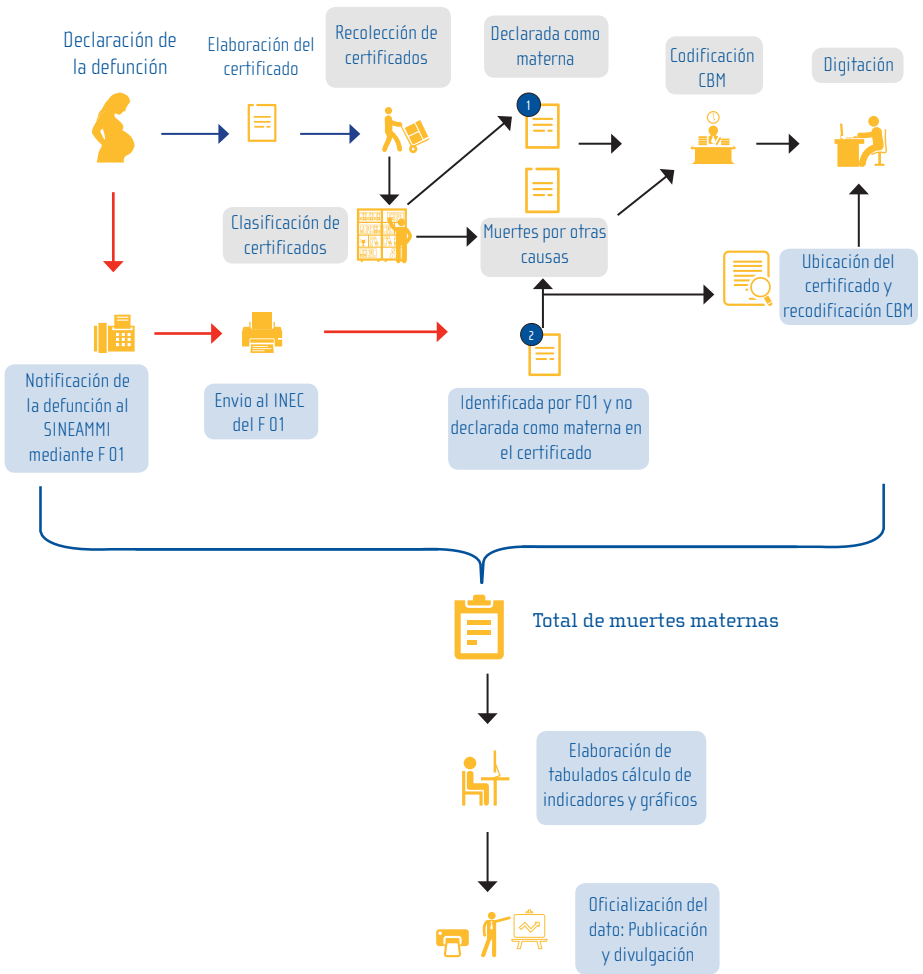 Declaración de
la defunción
Elaboración del
certificado
Recolección de
certificados
Declarada como
materna
Codificación
CBM
Digitación
1
Clasificación de
certificados
Muertes por otras
causas
Ubicación del
certificado y
recodificación CBM
2
Notificación de
la defunción al
SINEAMMI
mediante F 01
Envio al INEC
del F 01
Identificada por F01 y no
declarada como materna en
el certificado
Total de muertes maternas
Elaboración de
tabulados cálculo de
indicadores y gráficos
Oficialización del
dato: Publicación
y divulgación